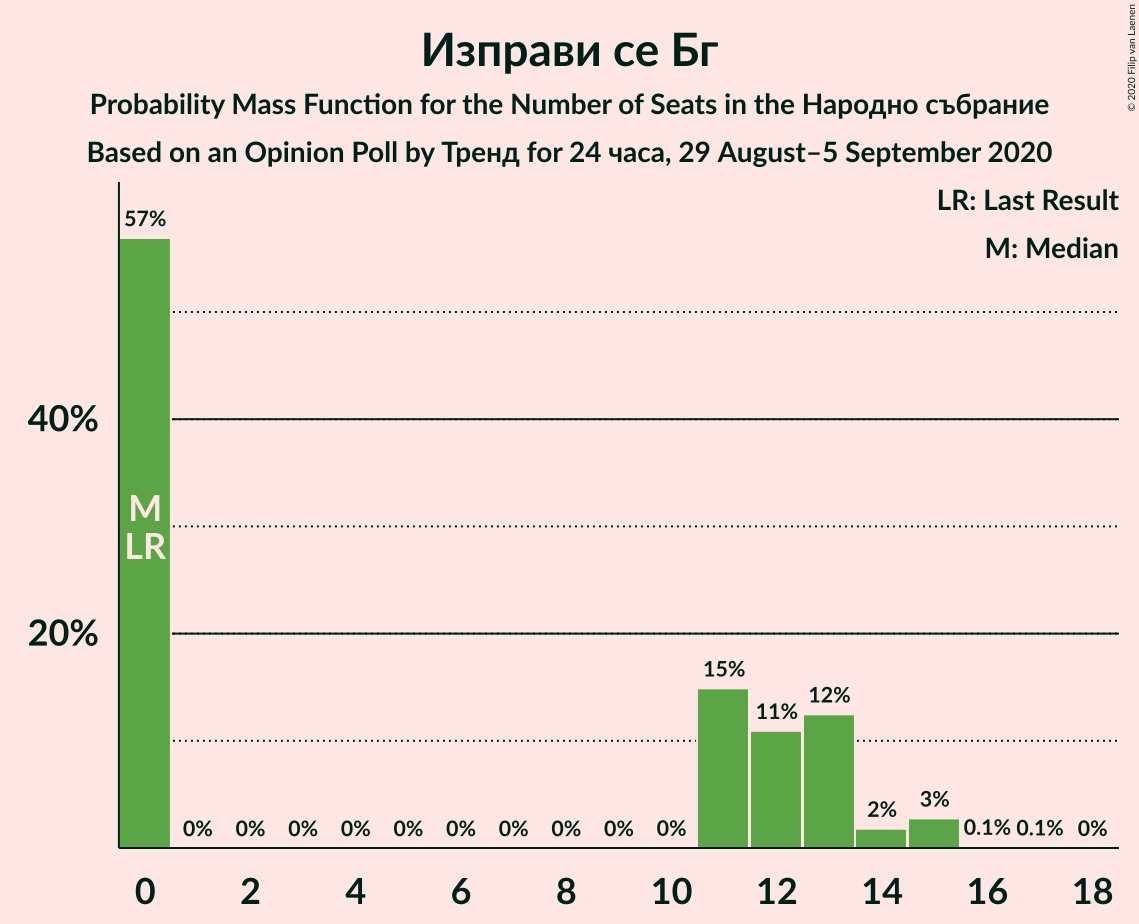 © 2020 Filip van Laenen
Изправи се Бг
Probability Mass Function for the Number of Seats in the Народно събрание
Based on an Opinion Poll by Тренд for 24 часа, 29 August–5 September 2020
LR: Last Result
M: Median
57%
40%
M
LR
20%
15%
12%
11%
3%
2%
0% 0% 0% 0% 0% 0% 0% 0% 0% 0% 0.1% 0.1% 0%
0 2 4 6 8 10 12 14 16 18